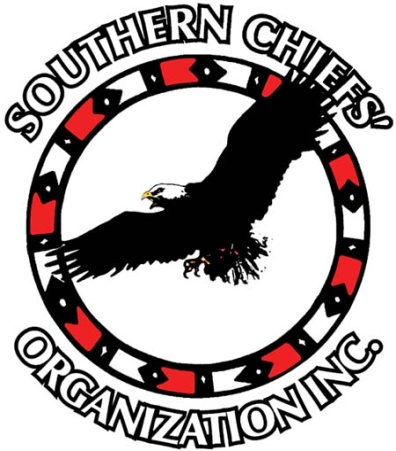 SOUTHERN CHIEFS'
ORGANIZATION INC.